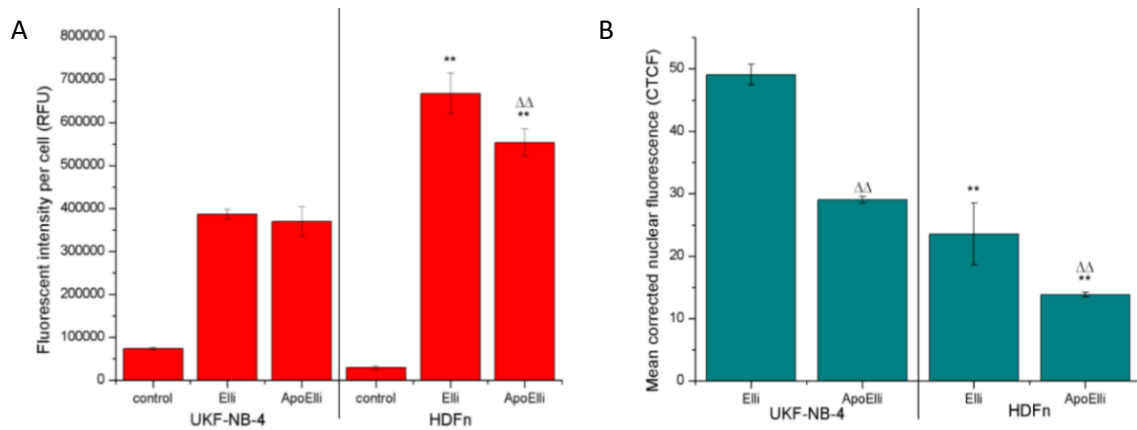 A
Fluorescent intensity per cell (RFU)
800000
700000
600000
500000
400000
300000
200000
100000
0
**
ΔΔ
**
control Elli ApoElli control Elli ApoElli
UKF-NB-4 HDFn
B
Mean corrected nuclear fluorescence (CTCF)
50
40
30
20
10
0
ΔΔ
**
ΔΔ
**
Elli ApoElli Elli ApoElli
UKF-NB-4 HDFn